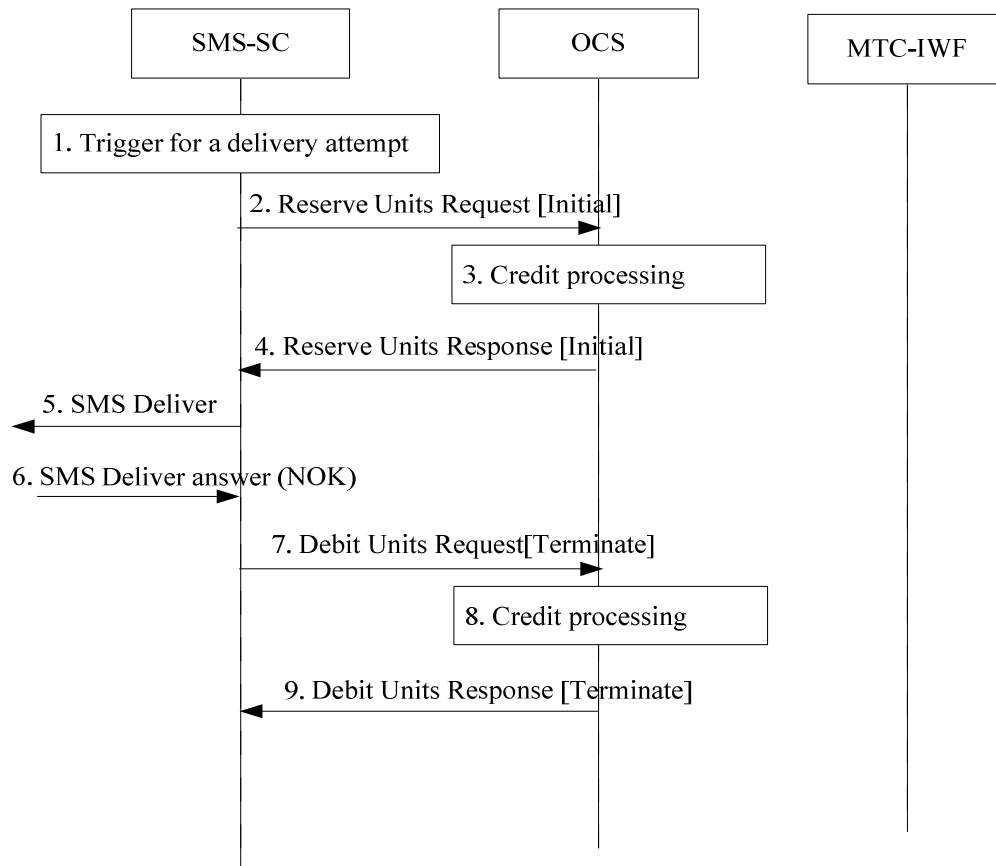 SMS-SC
OCS
MTC-IWF
1. Trigger for a delivery attempt
2. Reserve Units Request [Initial]
3. Credit processing
4. Reserve Units Response [Initial]
5. SMS Deliver
6. SMS Deliver answer (NOK)
7. Debit Units Request[Terminate]
8. Credit processing
9. Debit Units Response [Terminate]